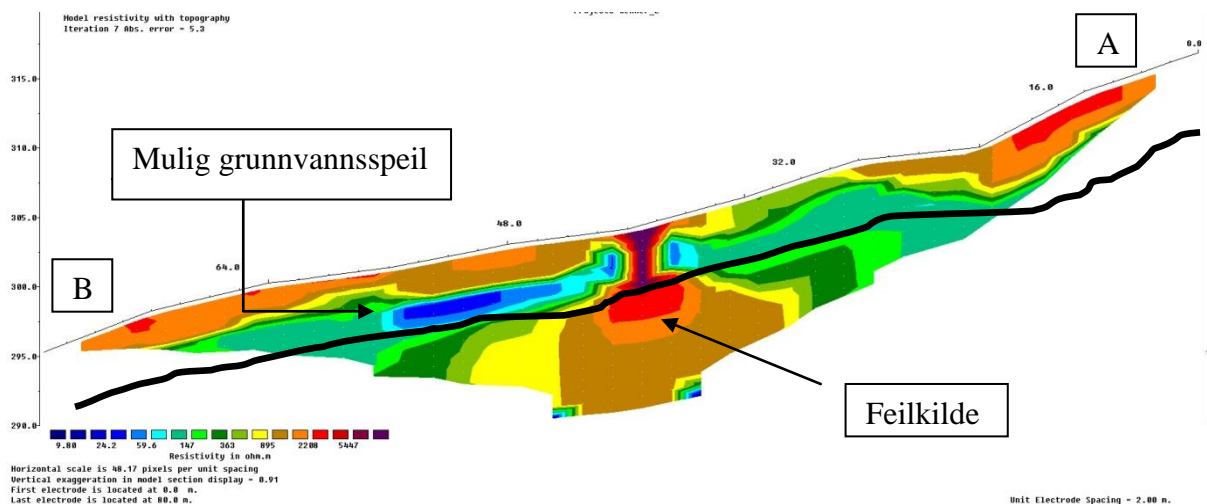 Model resistivity with topography
Iteration 7 Abs. error = 5.3
A
0.0
16.0
315.0
Mulig grunnvannsspeil
310.0
32.0
305.0
48.0
64.0
B
300.0
295.0
Feilkilde
290.0
9.80 24.2 59.6 147 363 895 2208 5447
Resistivity in ohm.m
Horizontal scale is 48.17 pixels per unit spacing
Vertical exaggeration in model section display = 0.91
First electrode is located at 0.0 m.
Last electrode is located at 80.0 m.
Unit Electrode Spacing = 2.00 m.